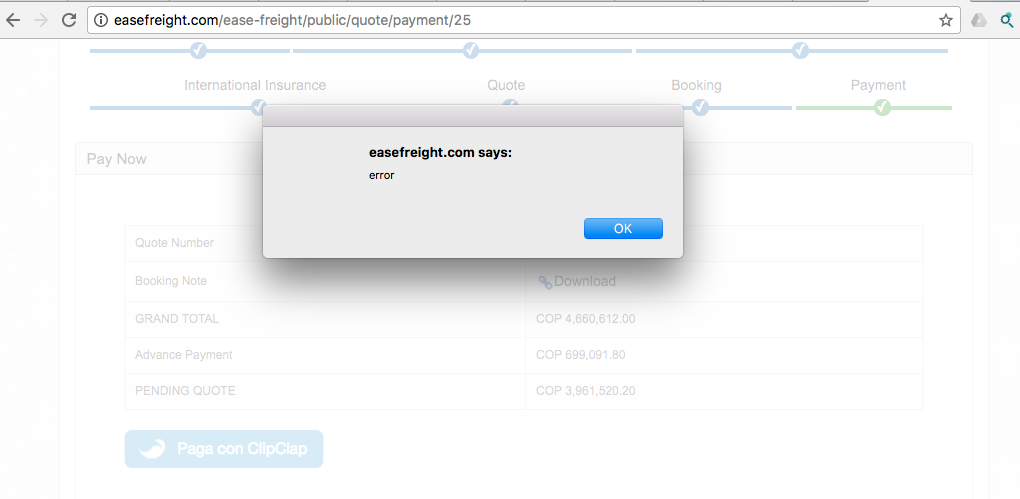 easefreight.com/ease-freight/public/quote/payment/25
International Insurance Quote Booking Payment
easefreight.com says:
error
OK
Pay Now
Quote Number
Booking Note Download
GRAND TOTAL COP 4,660,612.00
Advance Payment COP 699,091.80
PENDING QUOTE COP 3,961,520.20
Paga con ClipClap